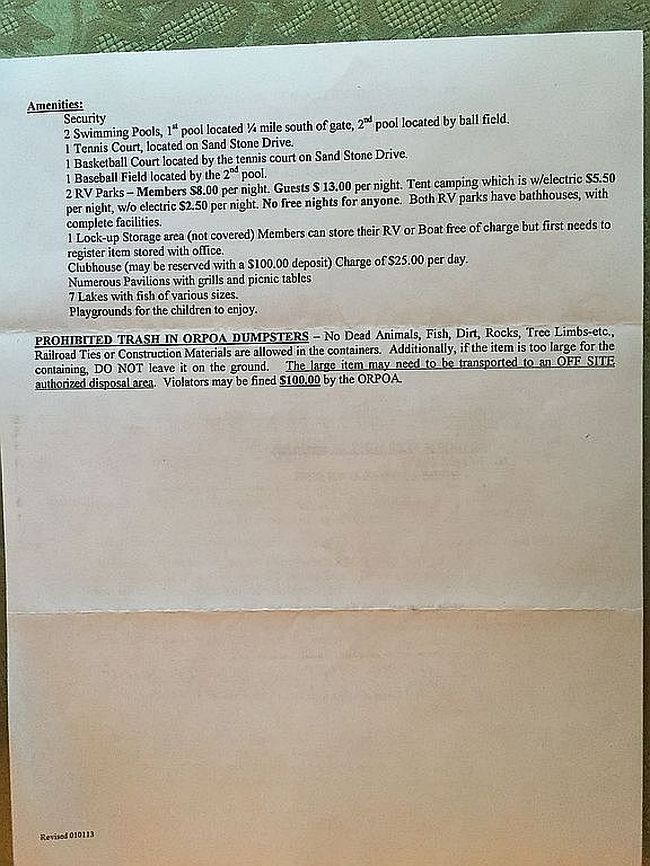 Amenities:
Security
2 Swimming Pools, 1st pool located ¼ mile south of gate, 2nd pool located by ball field.
1 Tennis Court, located on Sand Stone Drive.
1 Basketball Court located by the tennis court on Sand Stone Drive.
1 Baseball Field located by the 2nd pool.
2 RV Parks – Members $8.00 per night. Guests $ 13.00 per night. Tent camping which is w/electric $5.50
per night, w/o electric $2.50 per night. No free nights for anyone. Both RV parks have bathhouses, with
complete facilities.
1 Lock-up Storage area (not covered) Members can store their RV or Boat free of charge but first needs to
register item stored with office.
Clubhouse (may be reserved with a $100.00 deposit) Charge of $25.00 per day.
Numerous Pavilions with grills and picnic tables
7 Lakes with fish of various sizes.
Playgrounds for the children to enjoy.
PROHIBITED TRASH IN ORPOA DUMPSTERS – No Dead Animals, Fish, Dirt, Rocks, Tree Limbs-etc.,
Railroad Ties or Construction Materials are allowed in the containers. Additionally, if the item is too large for the
containing, DO NOT leave it on the ground. The large item may need to be transported to an OFF SITE
authorized disposal area. Violators may be fined $100.00 by the ORPOA.
Revised 010113